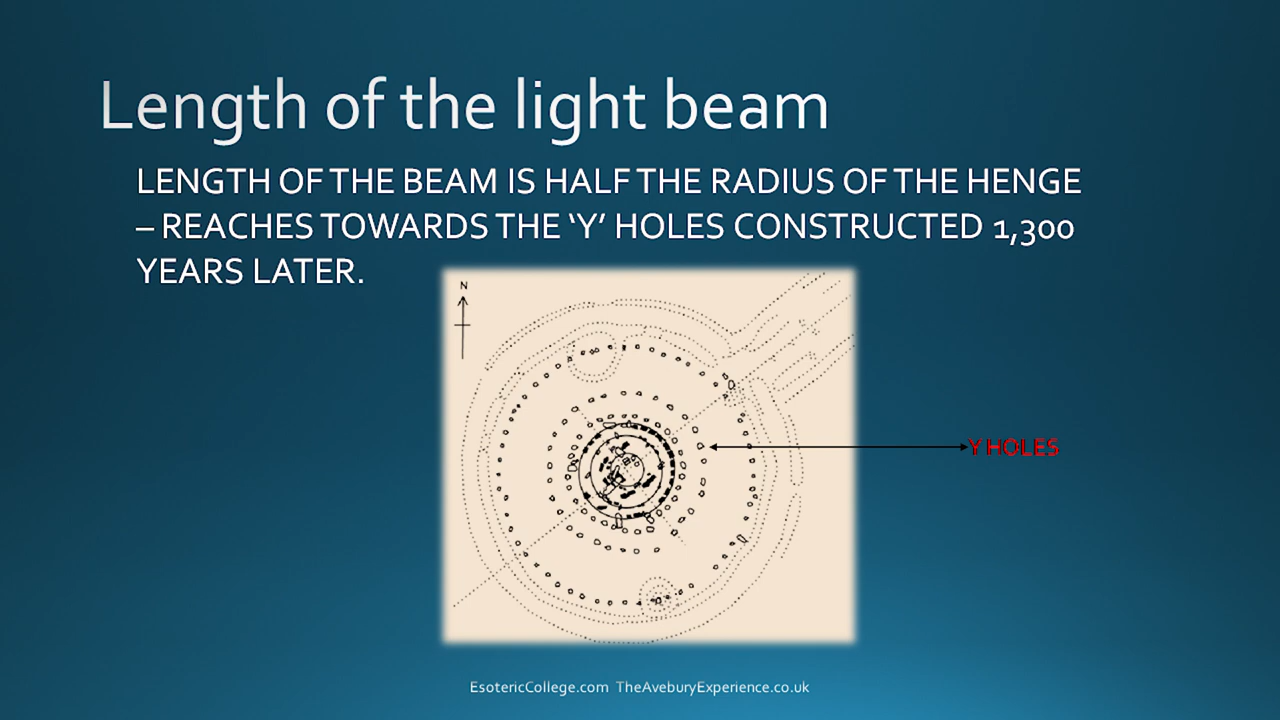 Length of the light beam
LENGTH OF THE BEAM IS HALF THE RADIUS OF THE HENGE
– REACHES TOWARDS THE ‘Y’ HOLES CONSTRUCTED 1,300
YEARS LATER.
N
Y HOLES
EsotericCollege.com TheAveburyExperience.co.uk